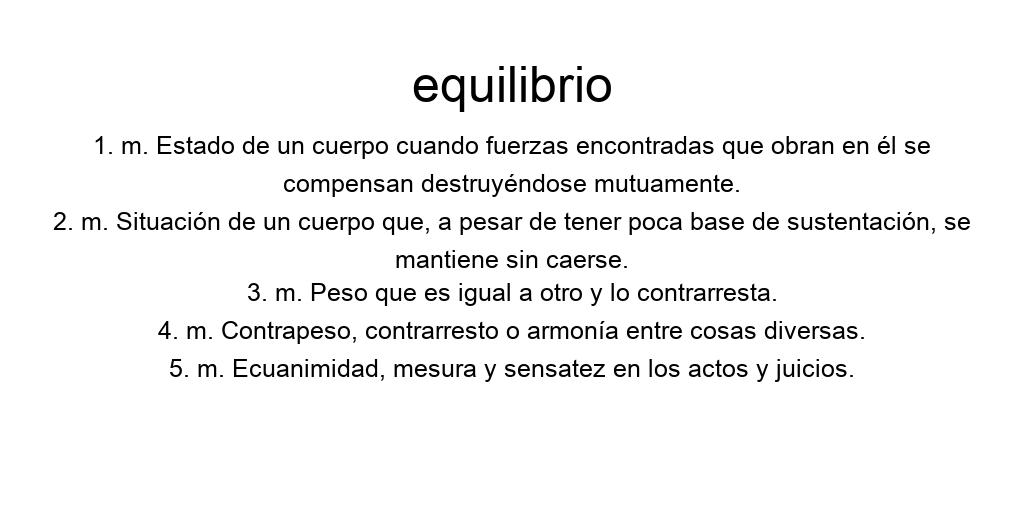 equilibrio
1. m. Estado de un cuerpo cuando fuerzas encontradas que obran en él se
compensan destruyéndose mutuamente.
2. m. Situación de un cuerpo que, a pesar de tener poca base de sustentación, se
mantiene sin caerse.
3. m. Peso que es igual a otro y lo contrarresta.
4. m. Contrapeso, contrarresto o armonía entre cosas diversas.
5. m. Ecuanimidad, mesura y sensatez en los actos y juicios.